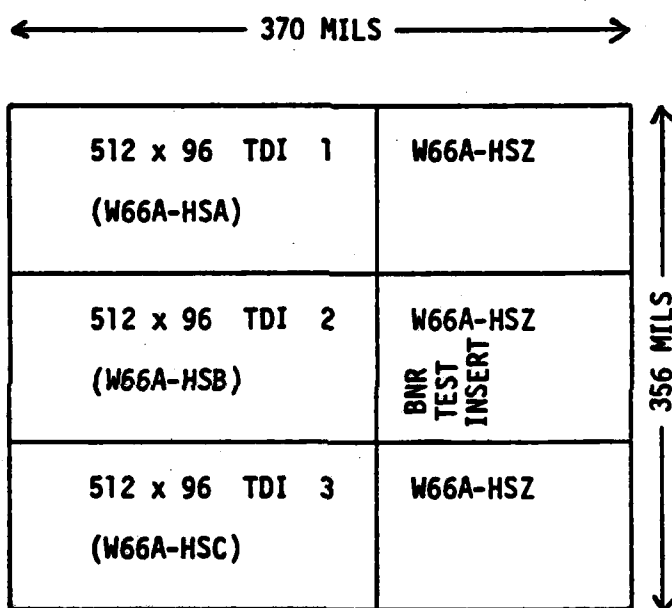 370 MILS
512 x 96 TDI 1
(W66A-HSA)
W66A-HSZ
512 x 96 TDI 2
(W66A-HSB)
W66A-HSZ
BNR
TEST
INSERT
512 x 96 TDI 3
(W66A-HSC)
W66A-HSZ
356 MILS